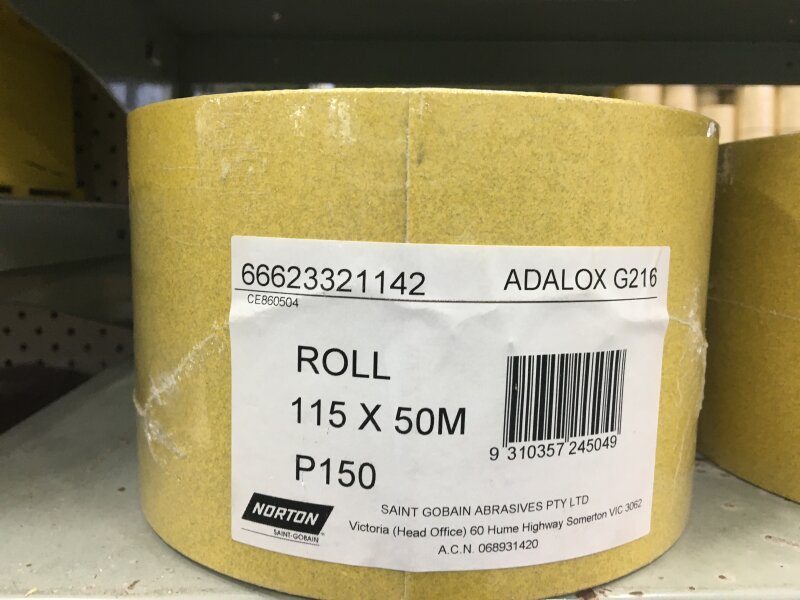 66623321142 ADALOX G216
CE860504
ROLL
115 X 50M
P150
9 310357 245049
NORTON
SAINT-GOBAIN
SAINT GOBAIN ABRASIVES PTY LTD
Victoria (Head Office) 60 Hume Highway Somerton VIC 3062
A.C.N. 068931420